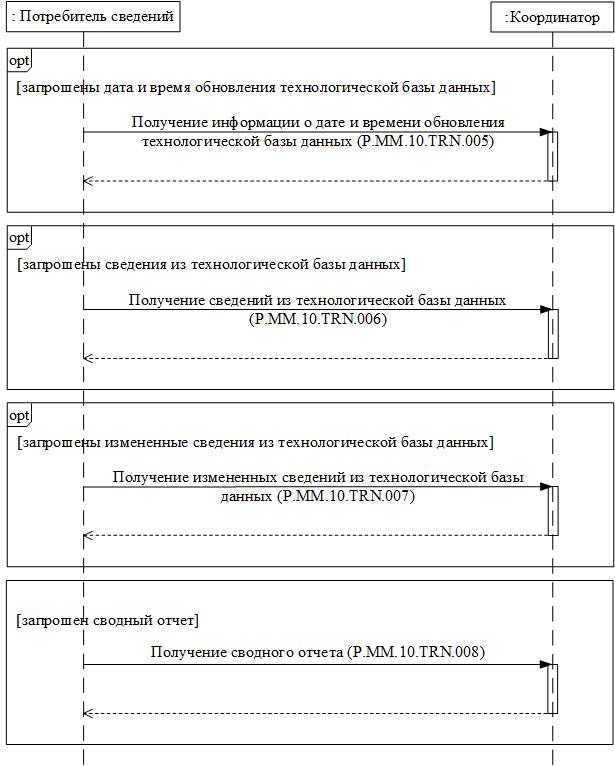 : Потребитель сведений
:Координатор
opt
[запрошены дата и время обновления технологической базы данных]
Получение информации о дате и времени обновления
технологической базы данных (P.MM.10.TRN.005)
opt
[запрошены сведения из технологической базы данных]
Получение сведений из технологической базы данных
(P.MM.10.TRN.006)
opt
[запрошены измененные сведения из технологической базы данных]
Получение измененных сведений из технологической базы
данных (P.MM.10.TRN.007)
[запрошен сводный отчет]
Получение сводного отчета (P.MM.10.TRN.008)